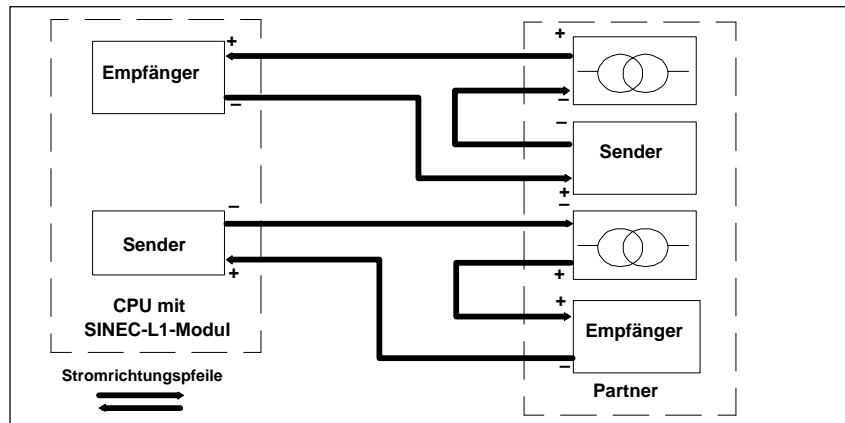 +
Empfänger
–
+
–
–
Sender
+
–
–
Sender
+
+
+
Empfänger
–
CPU mit
SINEC-L1-Modul
Stromrichtungspfeile
Partner